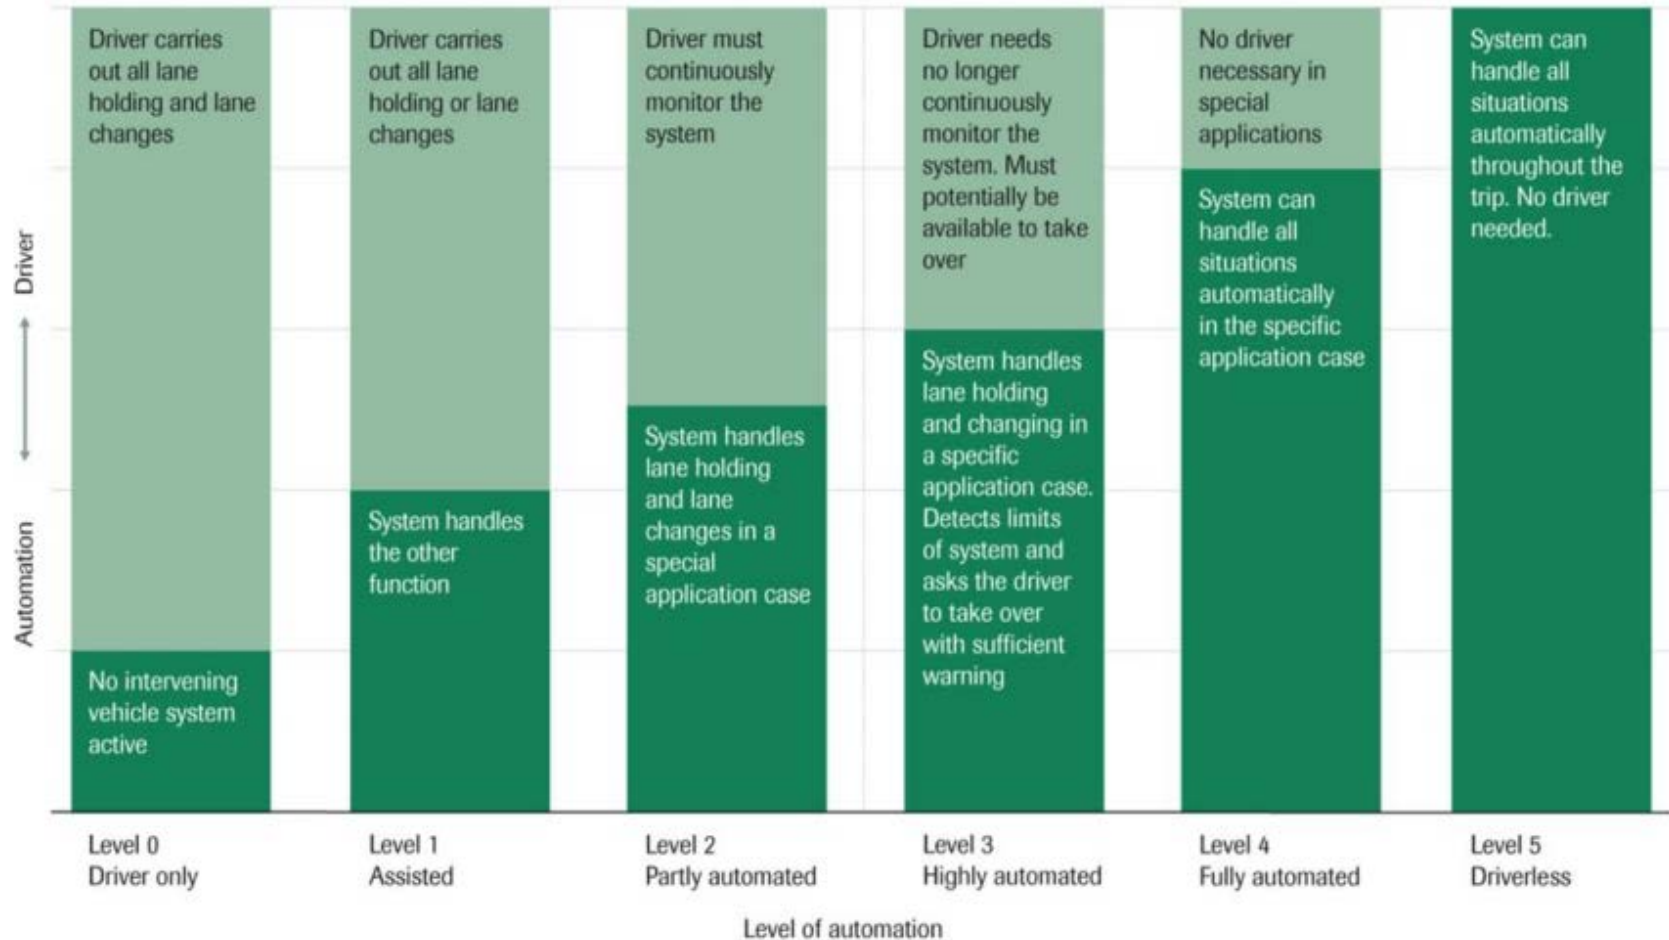 Driver carries
out all lane
holding and lane
changes
No intervening
vehicle system
active
Level 0
Driver only
Driver carries
out all lane
holding or lane
changes
System handles
the other
function
Level 1
Assisted
Driver must
continuously
monitor the
system
System handles
lane holding
and lane
changes in a
special
application case
Level 2
Partly automated
Driver needs
no longer
continuously
monitor the
system. Must
potentially be
available to take
over
System handles
lane holding
and changing in
a specific
application case.
Detects limits
of system and
asks the driver
to take over
with sufficient
warning
Level 3
Highly automated
No driver
necessary in
special
applications
System can
handle all
situations
automatically
in the specific
application case
Level 4
Fully automated
System can
handle all
situations
automatically
throughout the
trip. No driver
needed.
Level 5
Driverless
Driver
Automation
Level of automation